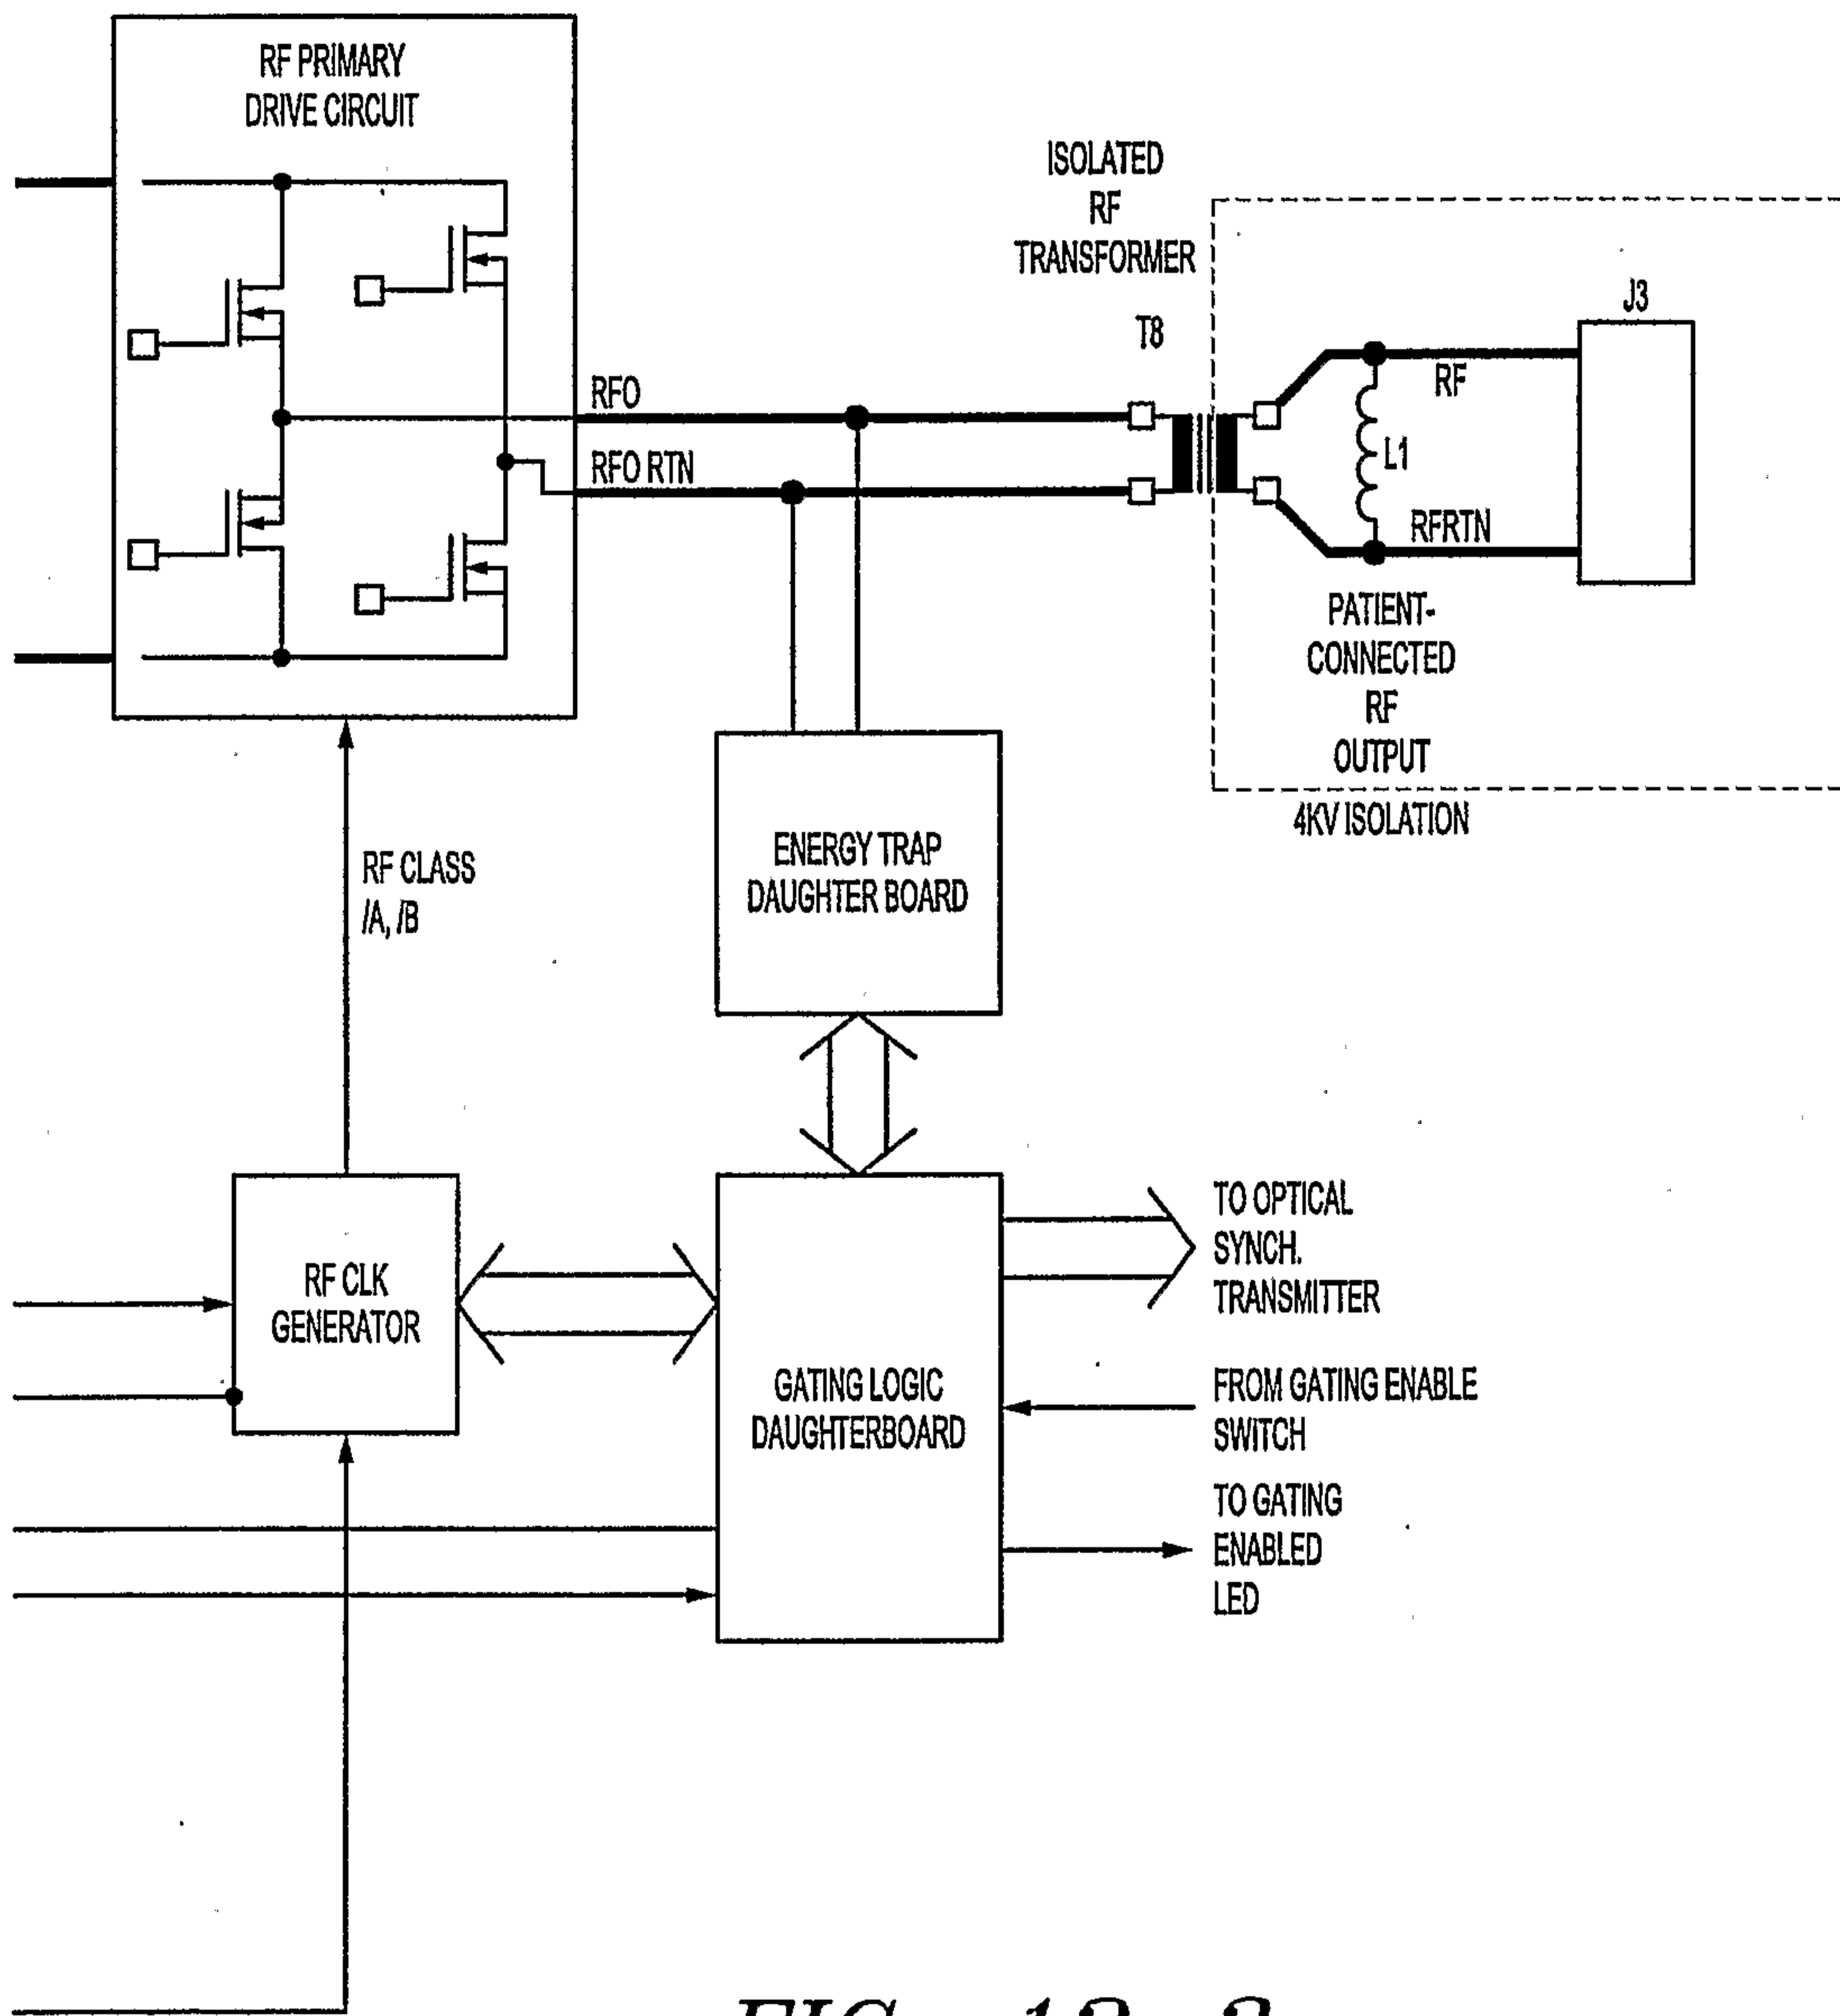 RF PRIMARY
DRIVE CIRCUIT
ISOLATED
RF
TRANSFORMER
T8
J3
RFO
RF
L1
RFO RTN
RFRTN
PATIENT-
CONNECTED
RF
OUTPUT
4KV ISOLATION
ENERGY TRAP
DAUGHTER BOARD
RF CLASS
/A, /B
RF CLK
GENERATOR
GATING LOGIC
DAUGHTERBOARD
TO OPTICAL
SYNCH.
TRANSMITTER
FROM GATING ENABLE
SWITCH
TO GATING
ENABLED
LED